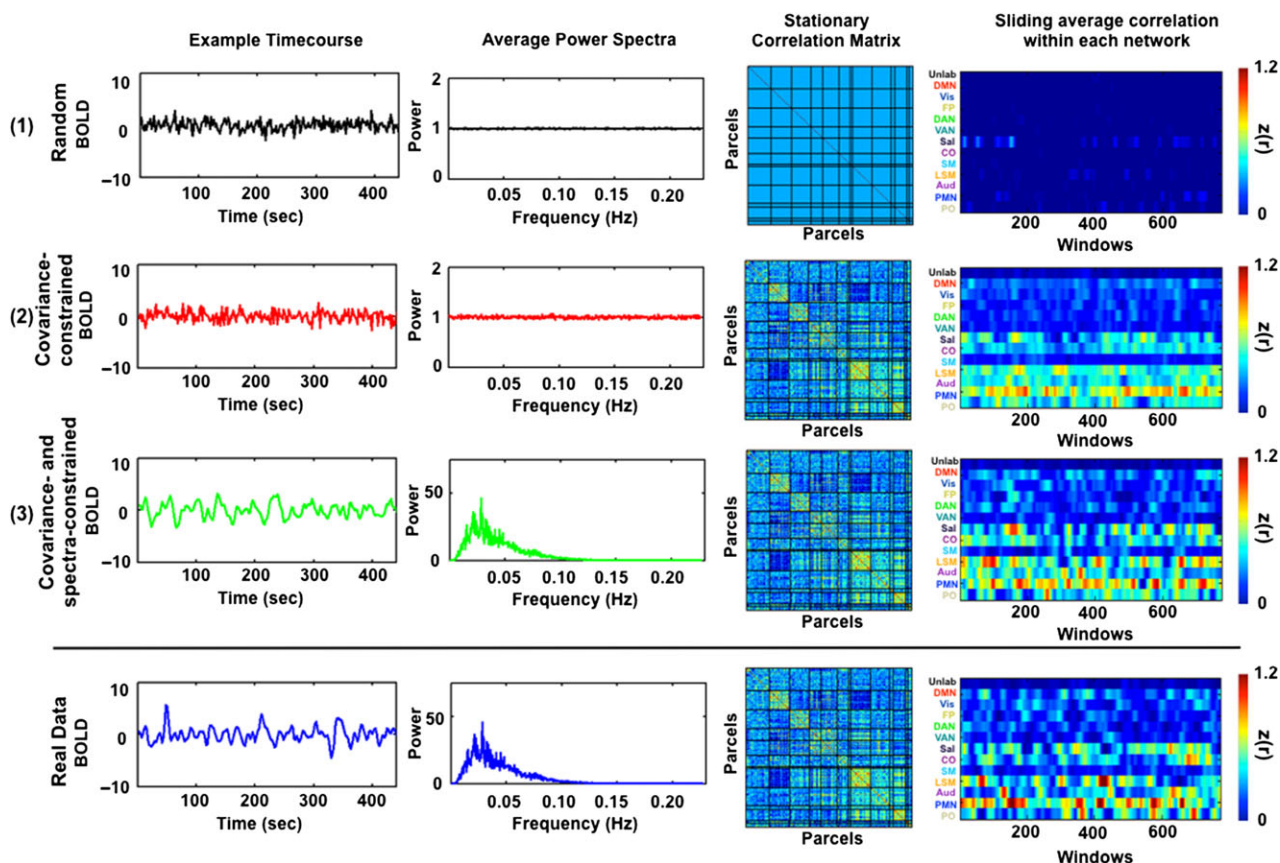 Example Timecourse
Average Power Spectra
Stationary
Correlation Matrix
Sliding average correlation
within each network
(1)
Random
BOLD
10
0
−10
100 200 300 400
Time (sec)
Power
2
1
0
0.05 0.10 0.15 0.20
Frequency (Hz)
Parcels
Parcels
Unlab
DMN
Vis
FP
DAN
VAN
Sal
CO
SM
LSM
Aud
PMN
PO
200 400 600
Windows
1.2
z(r)
0
(2)
Covariance-
constrained
BOLD
10
0
−10
100 200 300 400
Time (sec)
Power
2
1
0
0.05 0.10 0.15 0.20
Frequency (Hz)
Parcels
Parcels
Unlab
DMN
Vis
FP
DAN
VAN
Sal
CO
SM
LSM
Aud
PMN
PO
200 400 600
Windows
1.2
z(r)
0
(3)
Covariance- and
spectra-constrained
BOLD
10
0
−10
100 200 300 400
Time (sec)
Power
50
0
0.05 0.10 0.15 0.20
Frequency (Hz)
Parcels
Parcels
Unlab
DMN
Vis
FP
DAN
VAN
Sal
CO
SM
LSM
Aud
PMN
PO
200 400 600
Windows
1.2
z(r)
0
Real Data
BOLD
10
0
−10
100 200 300 400
Time (sec)
Power
50
0
0.05 0.10 0.15 0.20
Frequency (Hz)
Parcels
Parcels
Unlab
DMN
Vis
FP
DAN
VAN
Sal
CO
SM
LSM
Aud
PMN
PO
200 400 600
Windows
1.2
z(r)
0